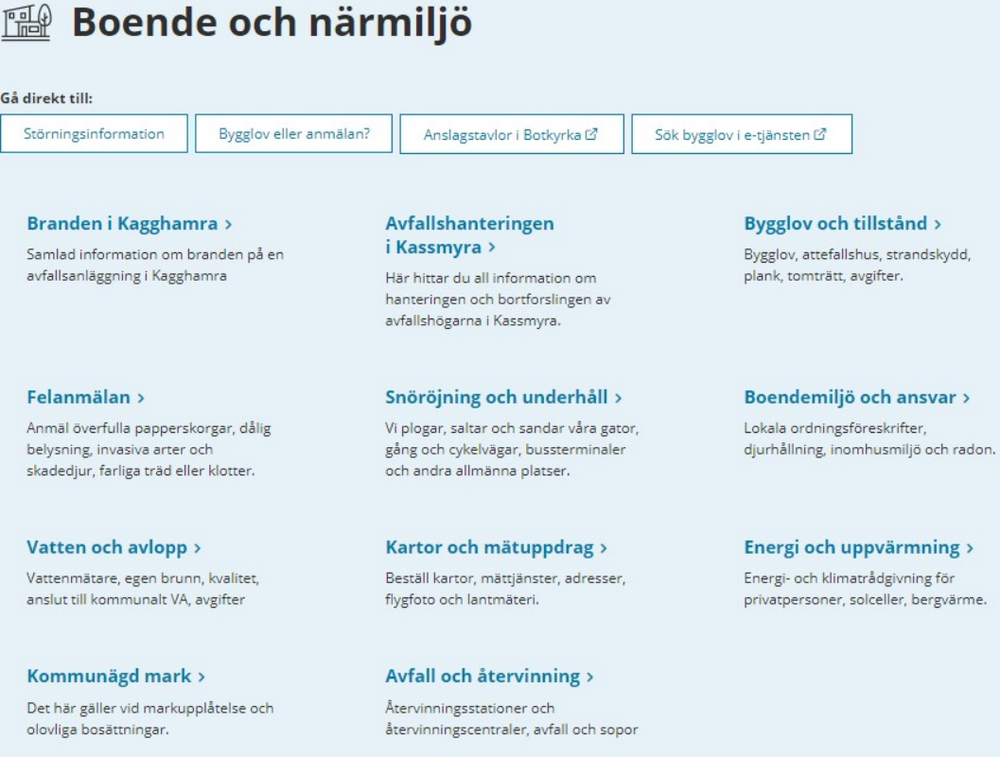 Boende och närmiljö
Gå direkt till:
Störningsinformation
Bygglov eller anmälan?
Anslagstavlor i Botkyrka
Sök bygglov i e-tjänsten
Branden i Kagghamra
Samlad information om branden på en
avfallsanläggning i Kagghamra
Avfallshanteringen
i Kassmyra
Här hittar du all information om
hanteringen och bortforslingen av
avfallshögarna i Kassmyra.
Bygglov och tillstånd
Bygglov, attefallshus, strandskydd,
plank, tomträtt, avgifter.
Felanmälan
Anmäl överfulla papperskorgar, dålig
belysning, invasiva arter och
skadedjur, farliga träd eller klotter.
Snöröjning och underhåll
Vi plogar, saltar och sandar våra gator,
gång och cykelvägar, bussterminaler
och andra allmänna platser.
Boendemiljö och ansvar
Lokala ordningsföreskrifter,
djurhållning, inomhusmiljö och radon.
Vatten och avlopp
Vattenmätare, egen brunn, kvalitet,
anslut till kommunalt VA, avgifter
Kartor och mätuppdrag
Beställ kartor, mättjänster, adresser,
flygfoto och lantmäteri.
Energi och uppvärmning
Energi- och klimatrådgivning för
privatpersoner, solceller, bergvärme.
Kommunägd mark
Det här gäller vid markupplåtelse och
olovliga bosättningar.
Avfall och återvinning
Återvinningsstationer och
återvinningscentraler, avfall och sopor